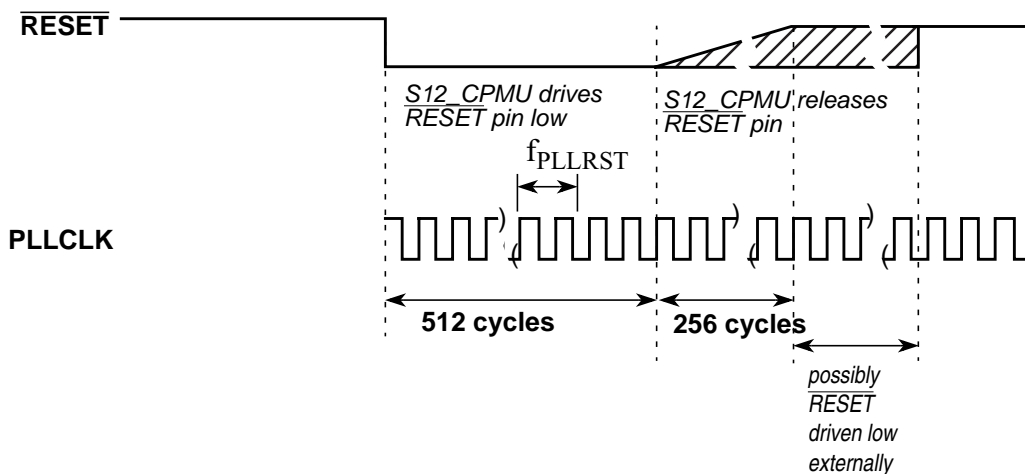 RESET
S12_CPMU drives
RESET pin low
S12_CPMU releases
RESET pin
fPLLRST
PLLCLK
512 cycles
256 cycles
possibly
RESET
driven low
externally